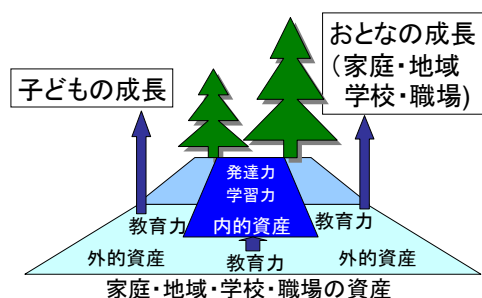 子どもの成長
おとなの成長
(家庭・地域
学校・職場)
発達力
学習力
内的資産
教育力
教育力
教育力
外的資産
外的資産
家庭・地域・学校・職場の資産